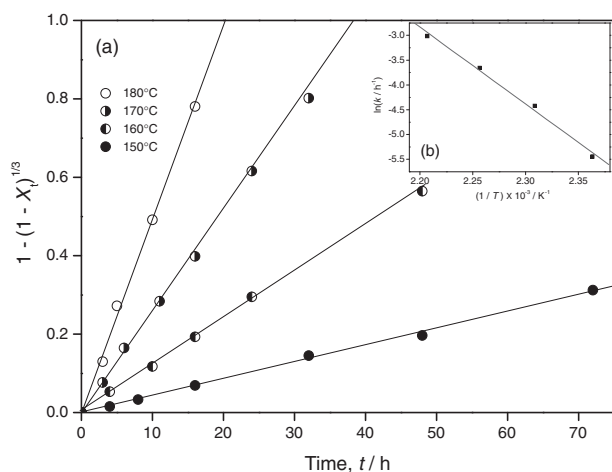 (a)
180°C
170°C
160°C
150°C
1 - (1 - Xt)1/3
1.0
0.8
0.6
0.4
0.2
0.0
0 10 20 30 40 50 60 70
Time, t / h
(b)
ln(k / h-1)
-3.0
-3.5
-4.0
-4.5
-5.0
-5.5
2.20 2.25 2.30 2.35
(1 / T) X 10-3 / K-1